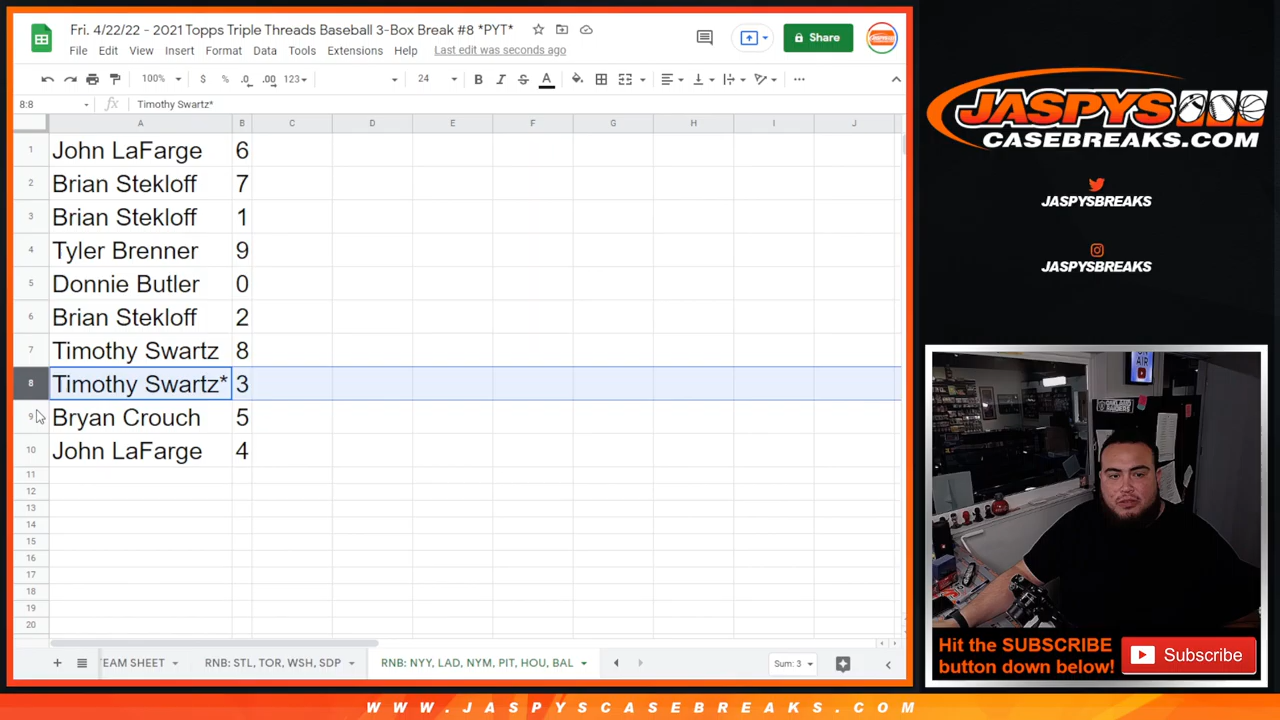 Fri. 4/22/22 - 2021 Topps Triple Threads Baseball 3-Box Break #8 *PYT*
File Edit View Insert Format Data Tools Extensions Help Last edit was seconds ago
Share
100% $ % .0 .00 123 24 B I S A
8:8 fx Timothy Swartz*
A B C D E F G H I J
1 John LaFarge 6
2 Brian Stekloff 7
3 Brian Stekloff 1
4 Tyler Brenner 9
5 Donnie Butler 0
6 Brian Stekloff 2
7 Timothy Swartz 8
8 Timothy Swartz* 3
9 Bryan Crouch 5
10 John LaFarge 4
11
12
13
14
15
16
17
18
19
20
EAM SHEET RNB: STL, TOR, WSH, SDP RNB: NYY, LAD, NYM, PIT, HOU, BAL Sum: 3
JASPYS
CASEBREAKS.COM
JASPYSBREAKS
JASPYSBREAKS
ON AIR
OAKLAND RAIDERS
Hit the SUBSCRIBE
button down below!
Subscribe
WWW.JASPYSCASEBREAKS.COM